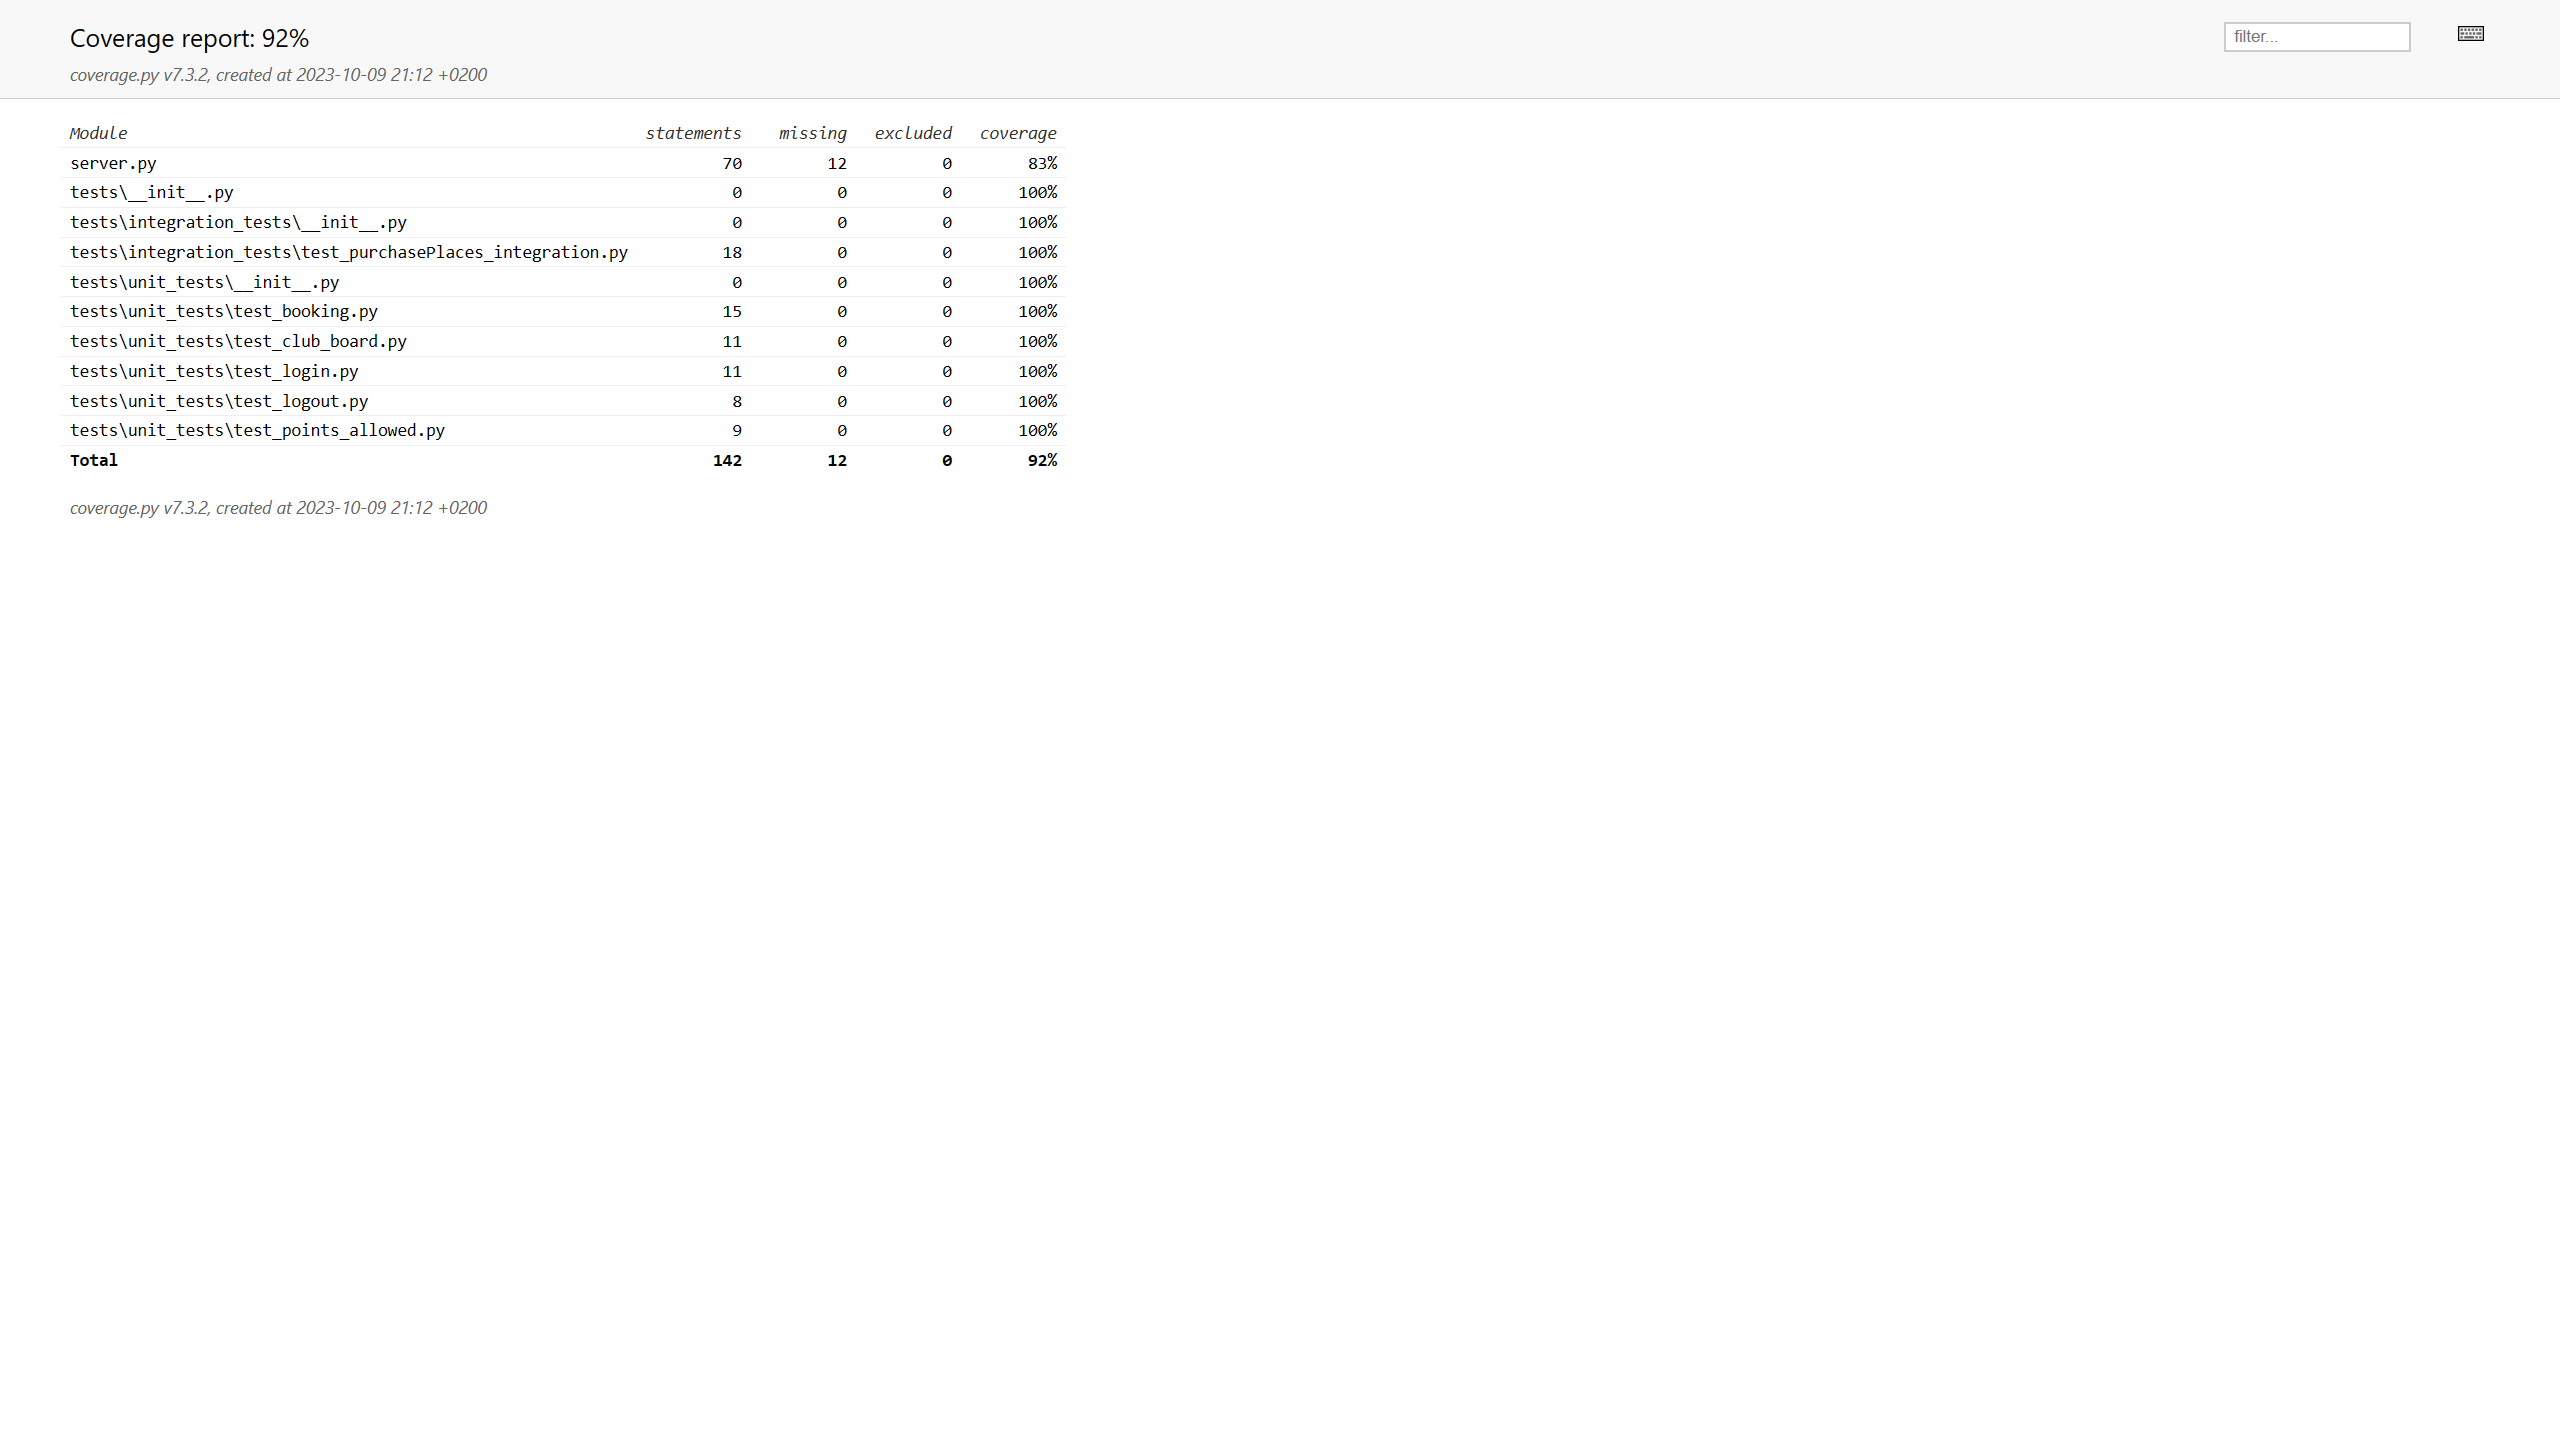 Coverage report: 92%
filter...
coverage.py v7.3.2, created at 2023-10-09 21:12 +0200
Module statements missing excluded coverage
server.py 70 12 0 83%
tests\__init__.py 0 0 0 100%
tests\integration_tests\__init__.py 0 0 0 100%
tests\integration_tests\test_purchasePlaces_integration.py 18 0 0 100%
tests\unit_tests\__init__.py 0 0 0 100%
tests\unit_tests\test_booking.py 15 0 0 100%
tests\unit_tests\test_club_board.py 11 0 0 100%
tests\unit_tests\test_login.py 11 0 0 100%
tests\unit_tests\test_logout.py 8 0 0 100%
tests\unit_tests\test_points_allowed.py 9 0 0 100%
Total 142 12 0 92%
coverage.py v7.3.2, created at 2023-10-09 21:12 +0200